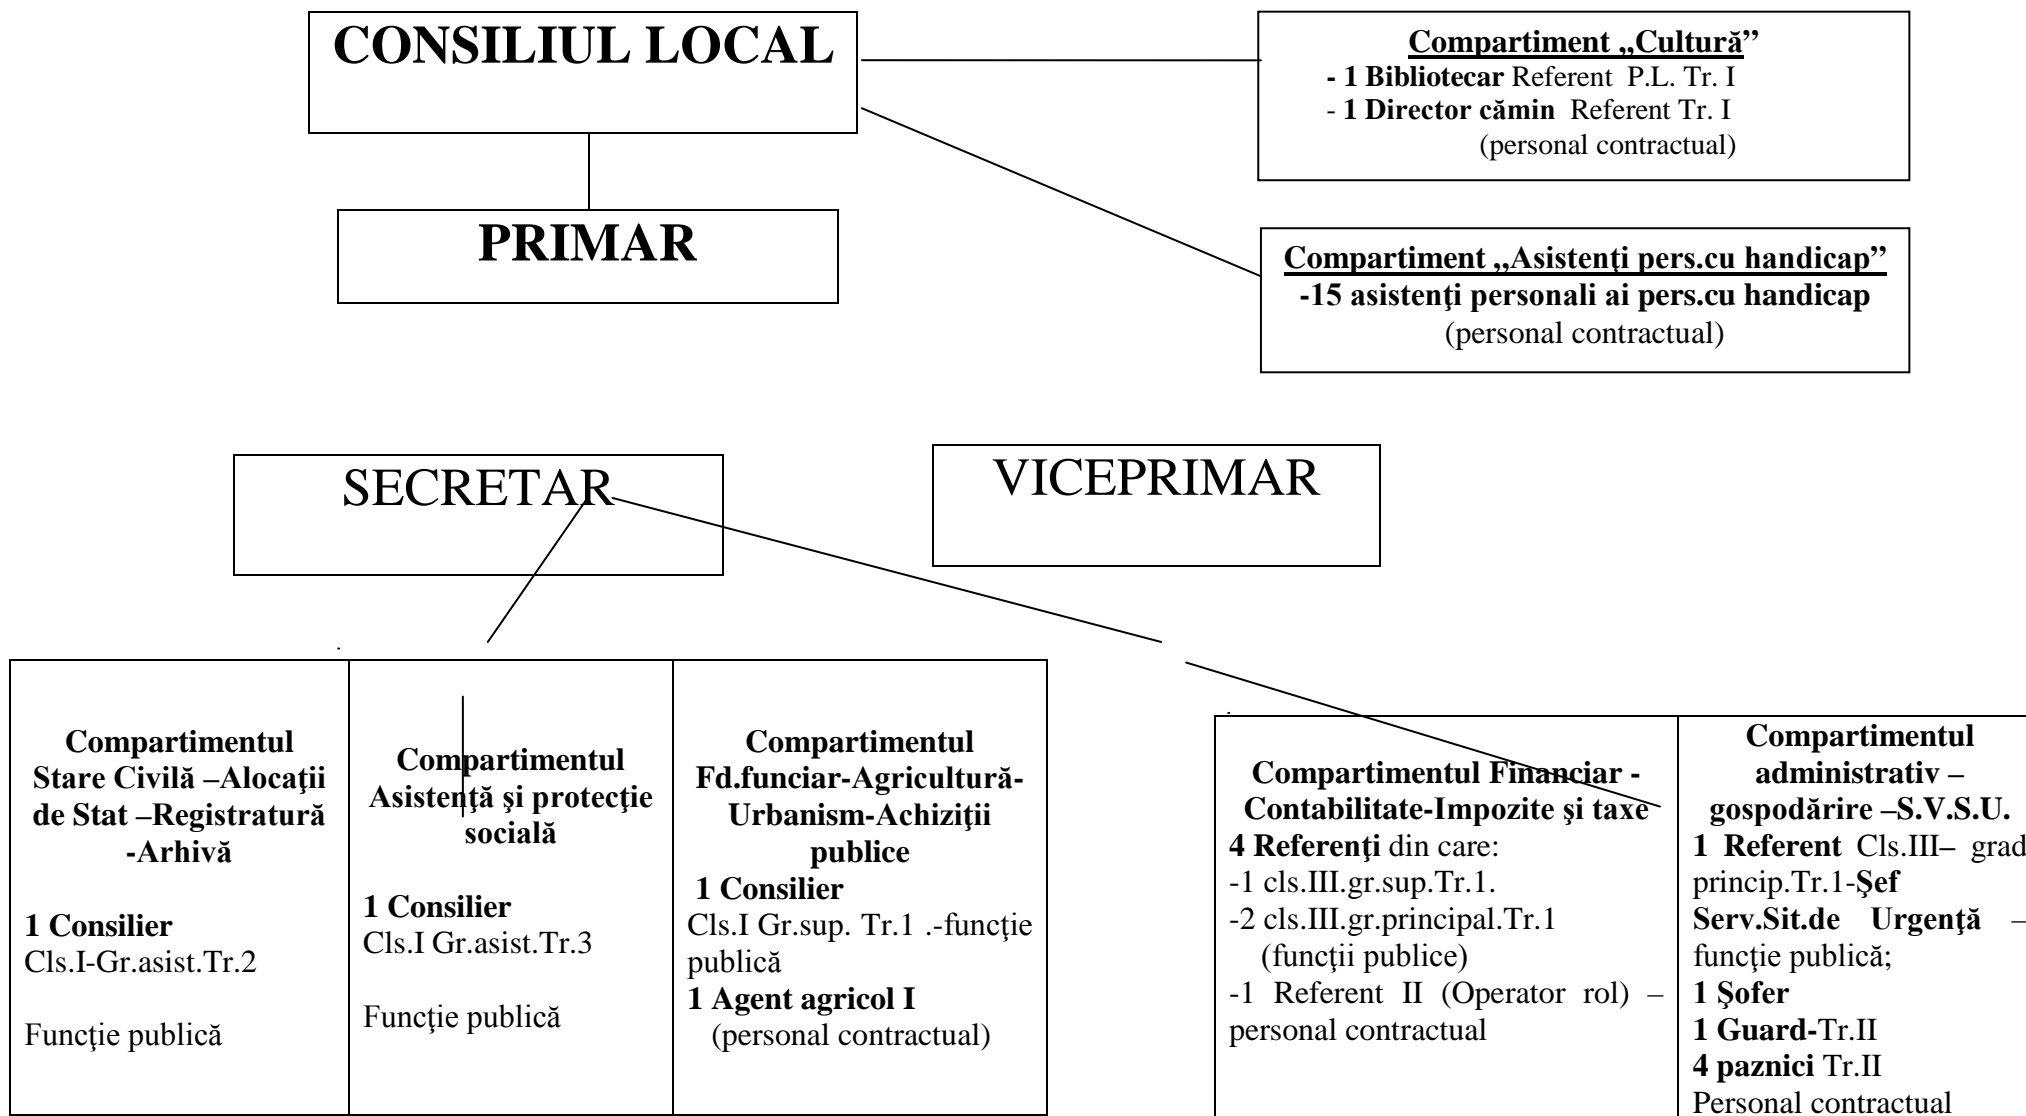 CONSILIUL LOCAL
Compartiment „Cultură”
- 1 Bibliotecar Referent P.L. Tr. I
- 1 Director cămin Referent Tr. I
(personal contractual)
PRIMAR
Compartiment „Asistenţi pers.cu handicap”
-15 asistenţi personali ai pers.cu handicap
(personal contractual)
SECRETAR
VICEPRIMAR
Compartimentul
Stare Civilă –Alocaţii
de Stat –Registratură
-Arhivă
1 Consilier
Cls.I-Gr.asist.Tr.2
Funcţie publică
Compartimentul
Asistenţă şi protecţie
socială
1 Consilier
Cls.I Gr.asist.Tr.3
Funcţie publică
Compartimentul
Fd.funciar-Agricultură-
Urbanism-Achiziţii
publice
1 Consilier
Cls.I Gr.sup. Tr.1 .-funcţie
publică
1 Agent agricol I
(personal contractual)
Compartimentul Financiar -
Contabilitate-Impozite şi taxe
4 Referenţi din care:
-1 cls.III.gr.sup.Tr.1.
-2 cls.III.gr.principal.Tr.1
(funcţii publice)
-1 Referent II (Operator rol) –
personal contractual
Compartimentul
administrativ –
gospodărire –S.V.S.U.
1 Referent Cls.III– grad
princip.Tr.1-Şef
Serv.Sit.de Urgenţă –
funcţie publică;
1 Şofer
1 Guard-Tr.II
4 paznici Tr.II
Personal contractual